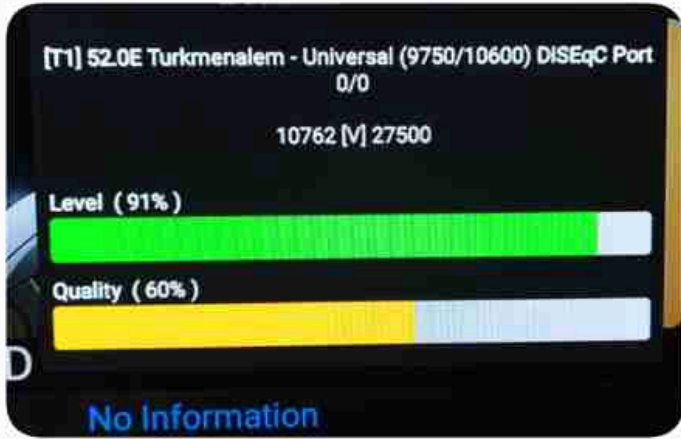 [T1] 52.0E Turkmenalem - Universal (9750/10600) DISEqC Port
0/0
10762 [V] 27500
Level ( 91% )
Quality ( 60% )
D
No Information